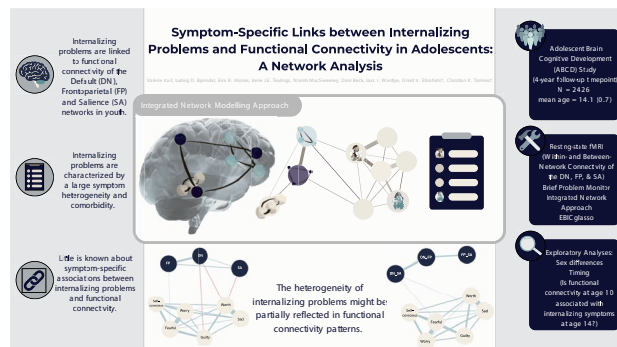 Symptom-Specific Links between Internalizing
Problems and Functional Connectivity in Adolescents:
A Network Analysis
Internalizing
problems are linked
to functional
connectivity of the
Default (DN),
Frontoparietal (FP)
and Salience (SA)
networks in youth.
Internalizing
problems are
characterized by
a large symptom
heterogeneity and
comorbidity.
Little is known about
symptom-specific
associations between
internalizing problems
and functional
connectivity.
Integrated Network Modelling Approach
FP
DN
SA
Self-
conscious
Worry
Worth
Fearful
Sad
Guilty
The heterogeneity of
internalizing problems might be
partially reflected in functional
connectivity patterns.
DN_SA
DN_FP
FP_SA
Self-
conscious
Worth
Guilty
Sad
Fearful
Worry
Adolescent Brain
Cognitive Development
(ABCD) Study
(4-year follow-up timepoint)
N = 2426
mean age = 14.1 (0.7)
Resting-state fMRI
(Within- and Between-
Network Connectivity of
the DN, FP, & SA)
Brief Problem Monitor
Integrated Network
Approach
EBICglasso
Exploratory Analyses:
Sex differences
Timing
(Is functional
connectivity at age 10
associated with
internalizing symptoms
at age 14?)